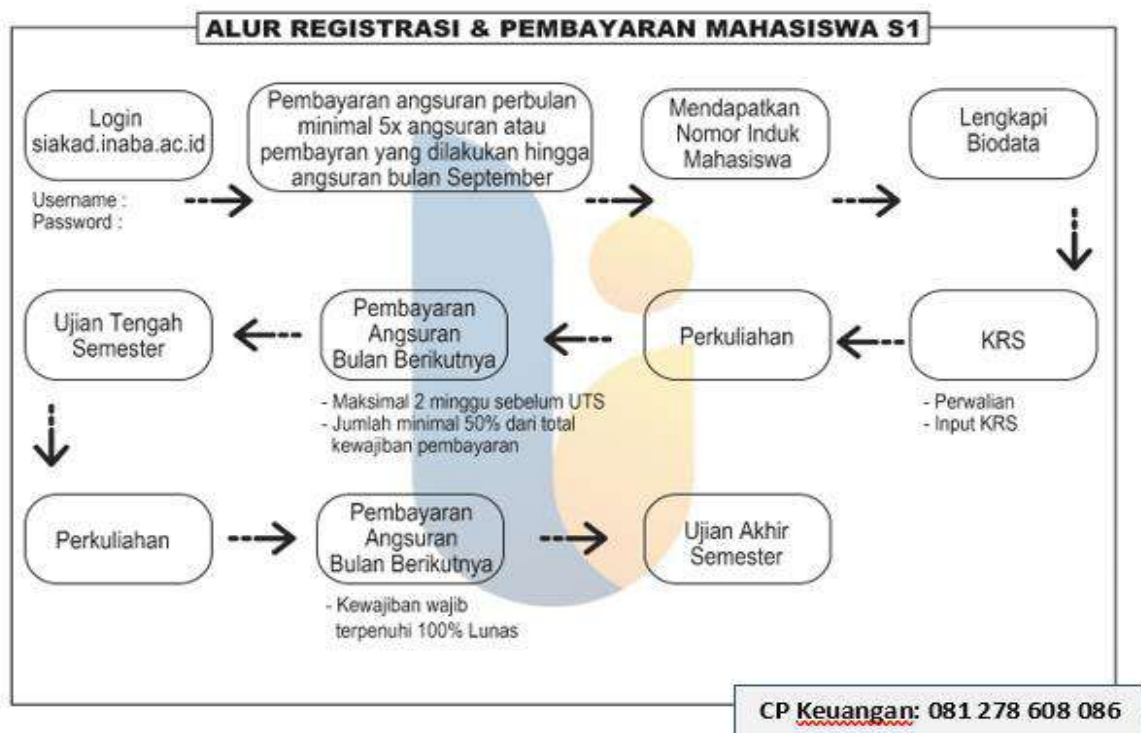 ALUR REGISTRASI & PEMBAYARAN MAHASISWA S1
Login
siakad.inaba.ac.id
Username :
Password :
Pembayaran angsuran perbulan
minimal 5x angsuran atau
pembayran yang dilakukan hingga
angsuran bulan September
Mendapatkan
Nomor Induk
Mahasiswa
Lengkapi
Biodata
KRS
- Perwalian
- Input KRS
Perkuliahan
Pembayaran
Angsuran
Bulan Berikutnya
- Maksimal 2 minggu sebelum UTS
- Jumlah minimal 50% dari total
kewajiban pembayaran
Ujian Tengah
Semester
Perkuliahan
Pembayaran
Angsuran
Bulan Berikutnya
- Kewajiban wajib
terpenuhi 100% Lunas
Ujian Akhir
Semester
CP Keuangan: 081 278 608 086